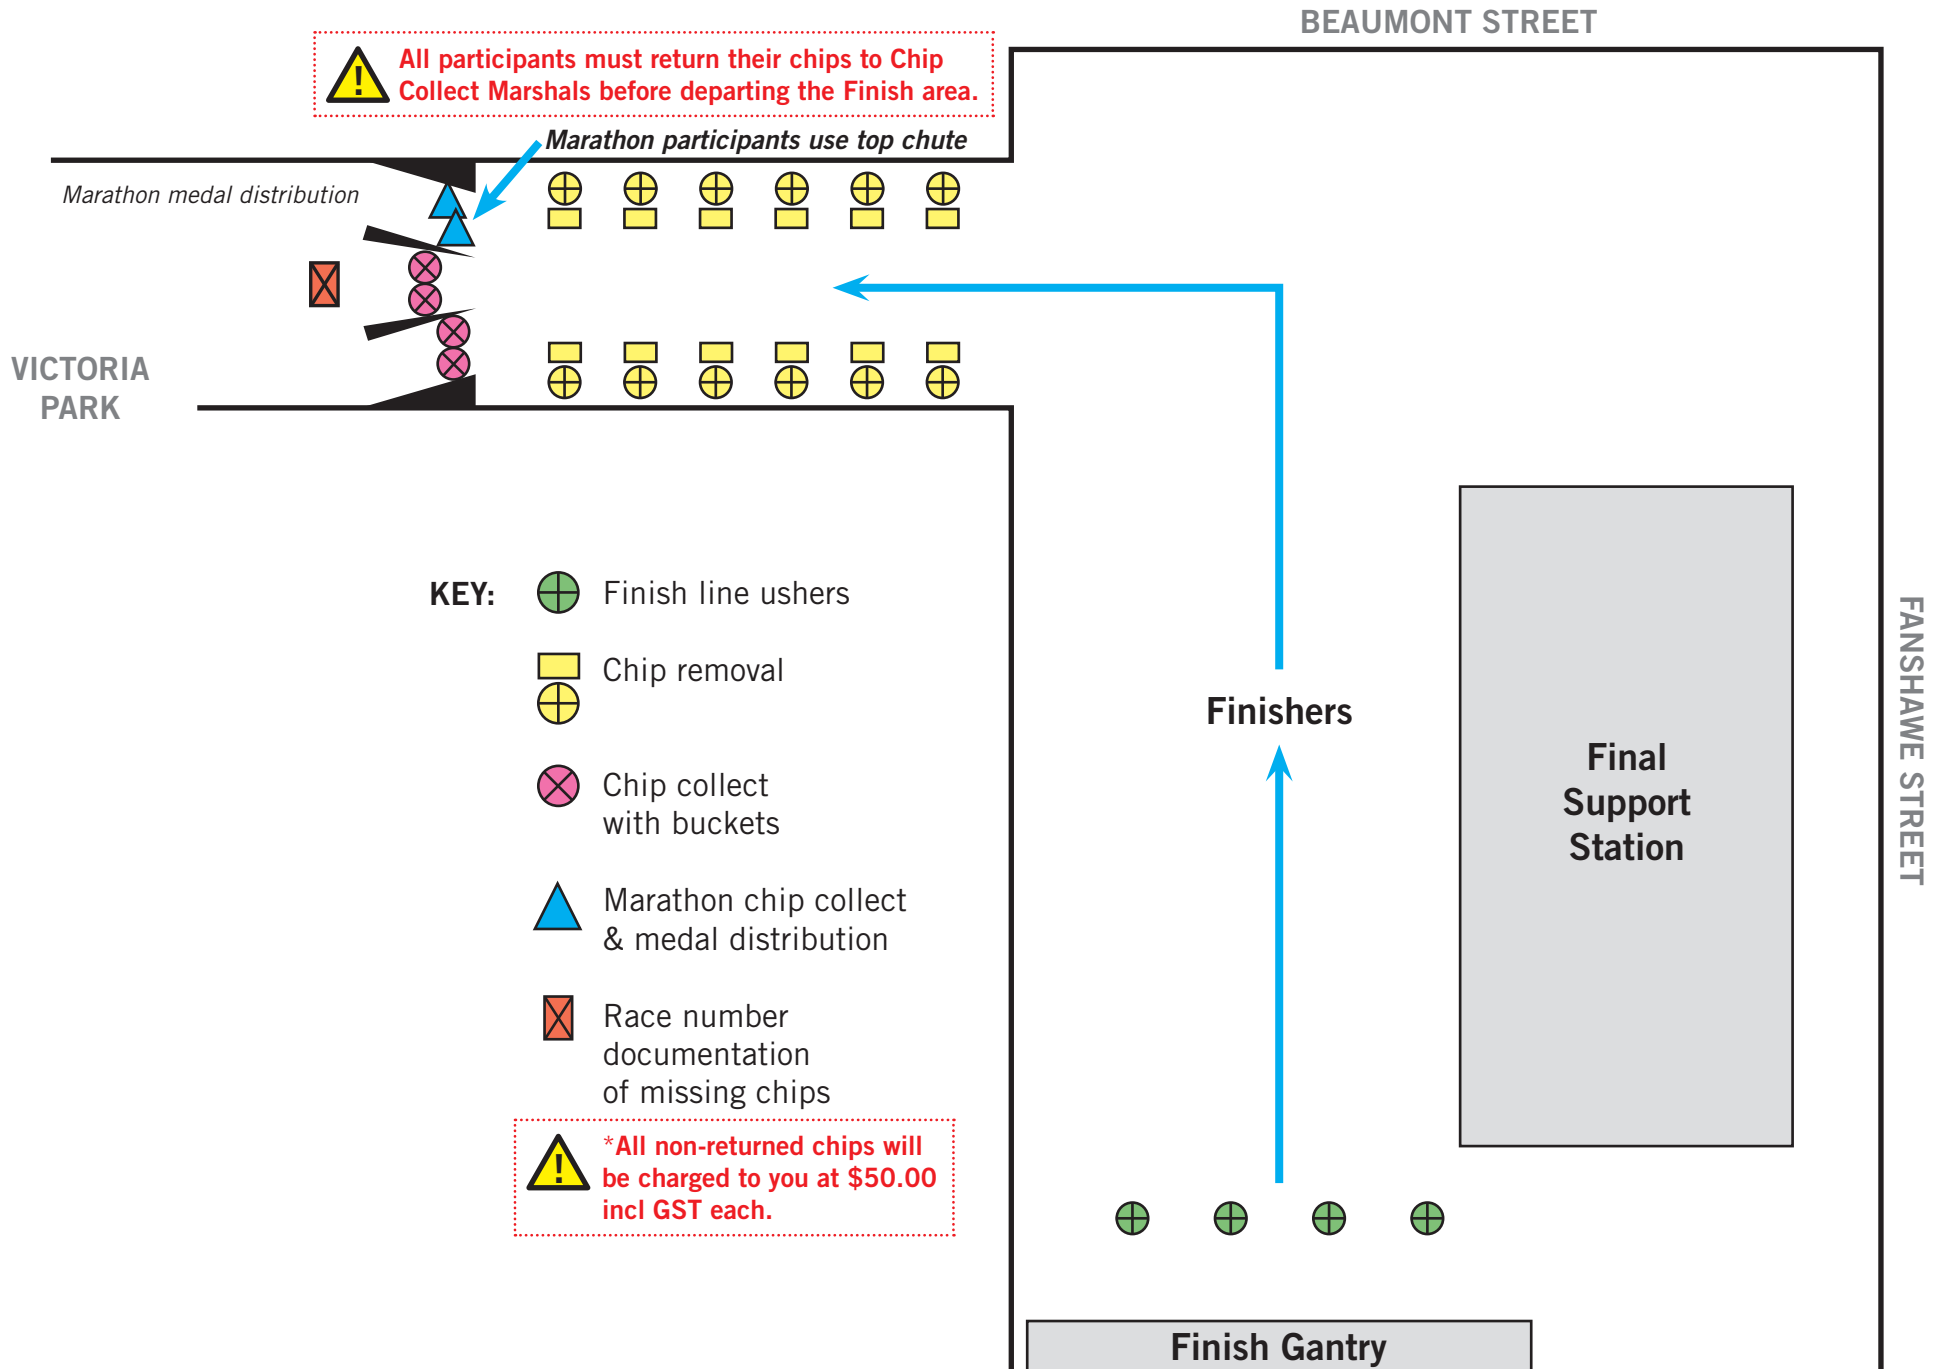 BEAUMONT STREET
All participants must return their chips to Chip
Collect Marshals before departing the Finish area.
Marathon participants use top chute
Marathon medal distribution
VICTORIA
PARK
KEY:
Finish line ushers
Chip removal
Chip collect
with buckets
Marathon chip collect
& medal distribution
Race number
documentation
of missing chips
*All non-returned chips will
be charged to you at $50.00
incl GST each.
Finishers
Final
Support
Station
FANSHAWE STREET
Finish Gantry